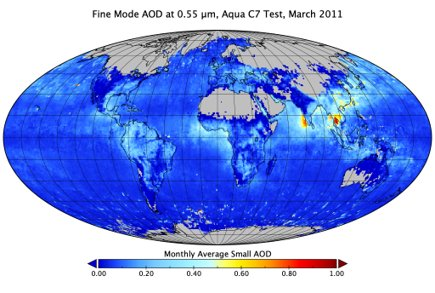 Fine Mode AOD at 0.55 µm, Aqua C7 Test, March 2011
Monthly Average Small AOD
0.00 0.20 0.40 0.60 0.80 1.00